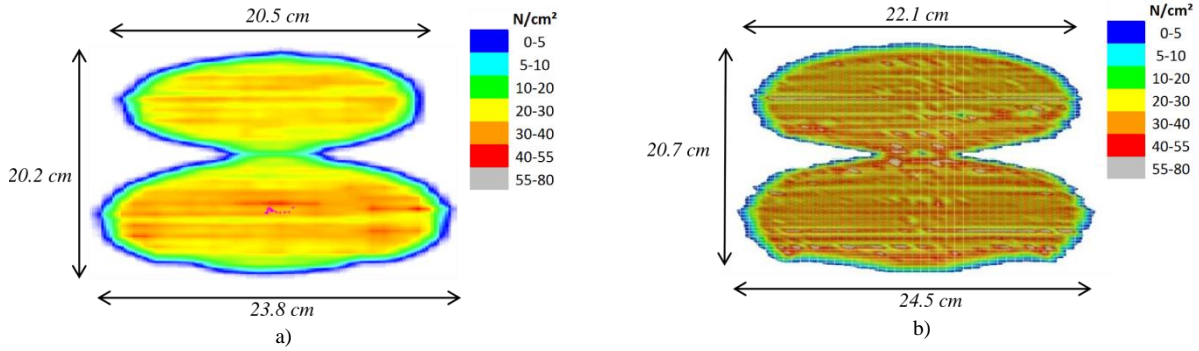 20.5 cm
N/cm²
0-5
5-10
10-20
20-30
30-40
40-55
55-80
20.2 cm
23.8 cm
a)
22.1 cm
N/cm²
0-5
5-10
10-20
20-30
30-40
40-55
55-80
20.7 cm
24.5 cm
b)